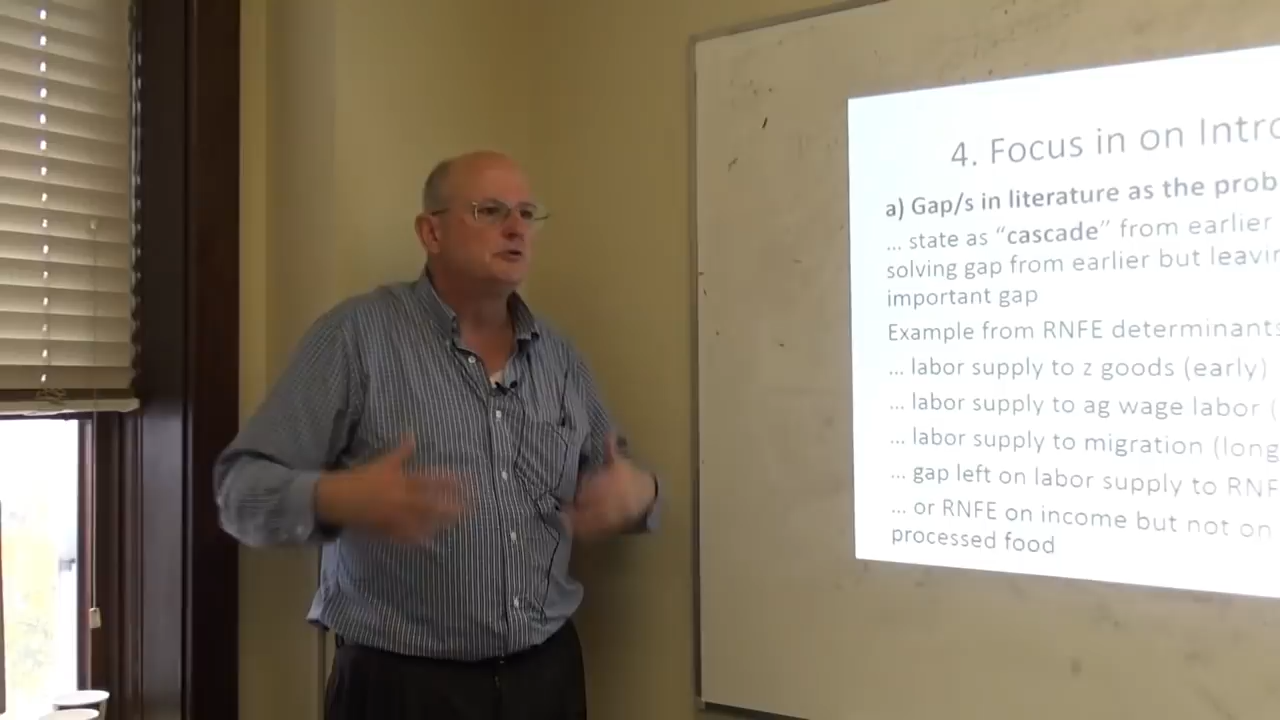 4. Focus in on Intro
a) Gap/s in literature as the prob
... state as “cascade” from earlier
solving gap from earlier but leavin
important gap
Example from RNFE determinants
... labor supply to z goods (early)
... labor supply to ag wage labor (
... labor supply to migration (long
... gap left on labor supply to RNF
... or RNFE on income but not on
processed food